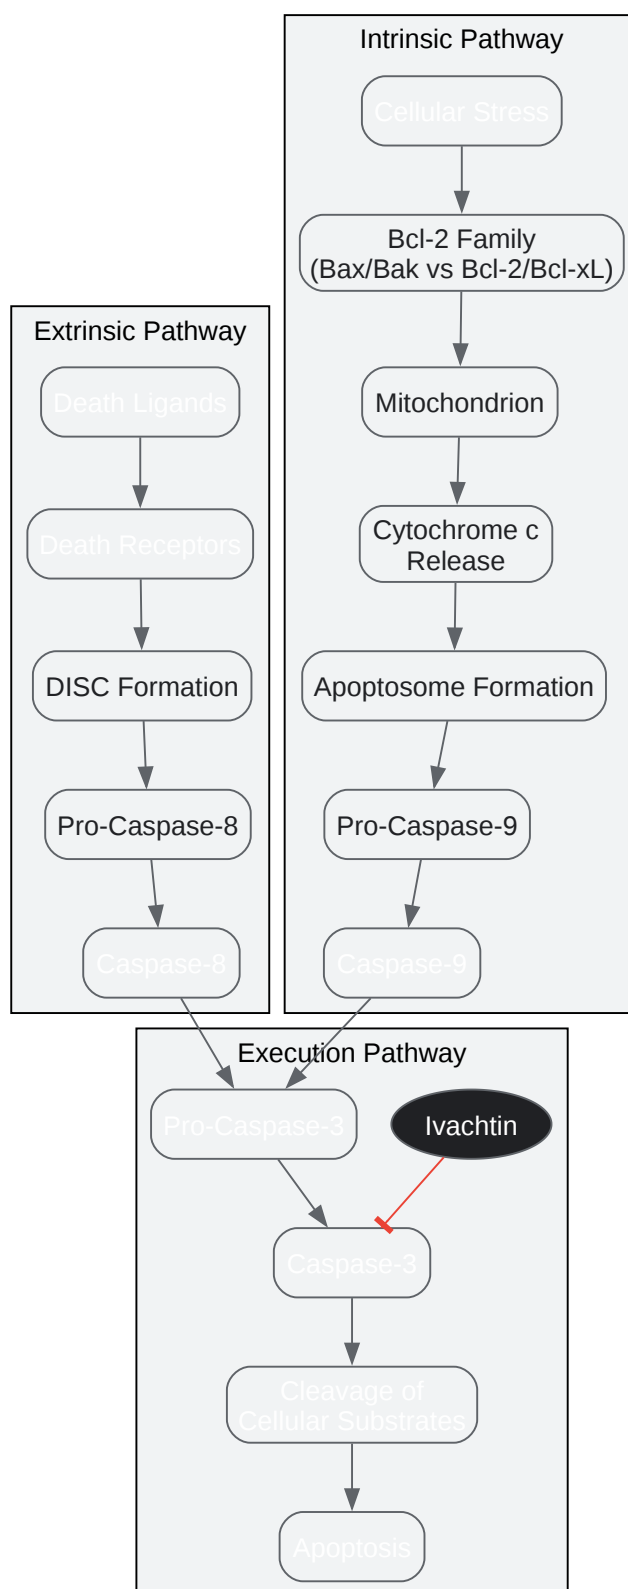 Intrinsic Pathway
Cellular Stress
Bcl-2 Family
(Bax/Bak vs Bcl-2/Bcl-xL)
Mitochondrion
Cytochrome c
Release
Apoptosome Formation
Pro-Caspase-9
Caspase-9
Extrinsic Pathway
Death Ligands
Death Receptors
DISC Formation
Pro-Caspase-8
Caspase-8
Execution Pathway
Pro-Caspase-3
Ivachtin
Caspase-3
Cleavage of
Cellular Substrates
Apoptosis